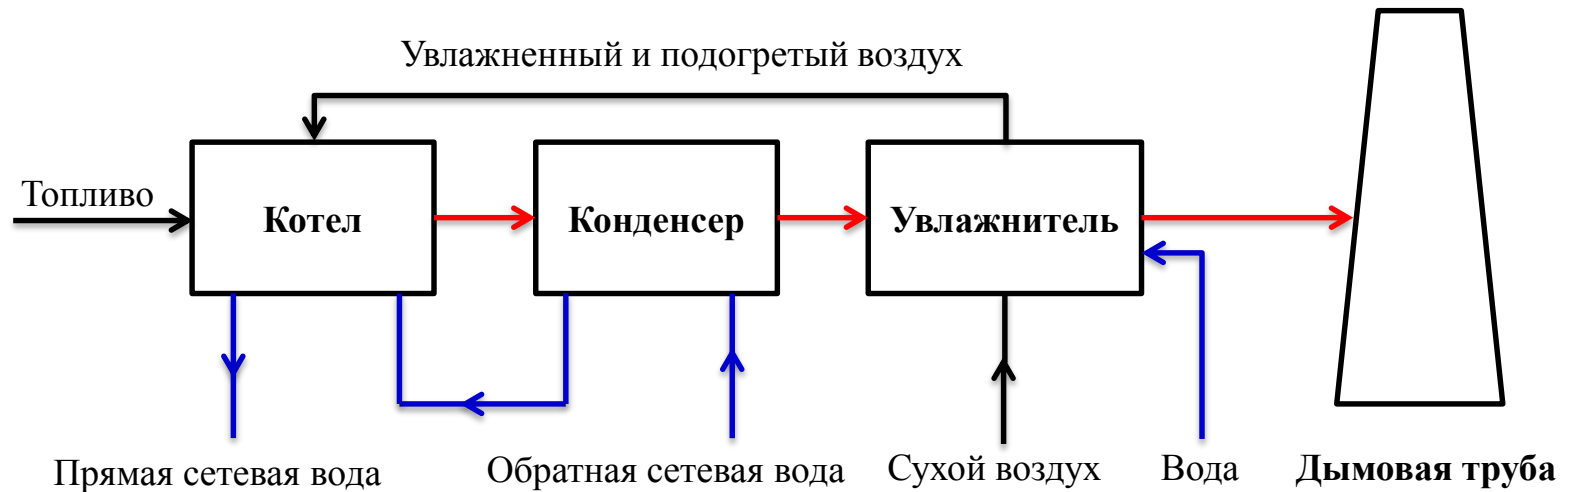 Увлажненный и подогретый воздух
Топливо
Котел
Конденсер
Увлажнитель
Прямая сетевая вода
Обратная сетевая вода
Сухой воздух
Вода
Дымовая труба